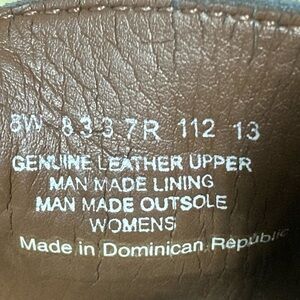 8W 8337R 112 13
GENUINE LEATHER UPPER
MAN MADE LINING
MAN MADE OUTSOLE
WOMENS
Made in Dominican Republic